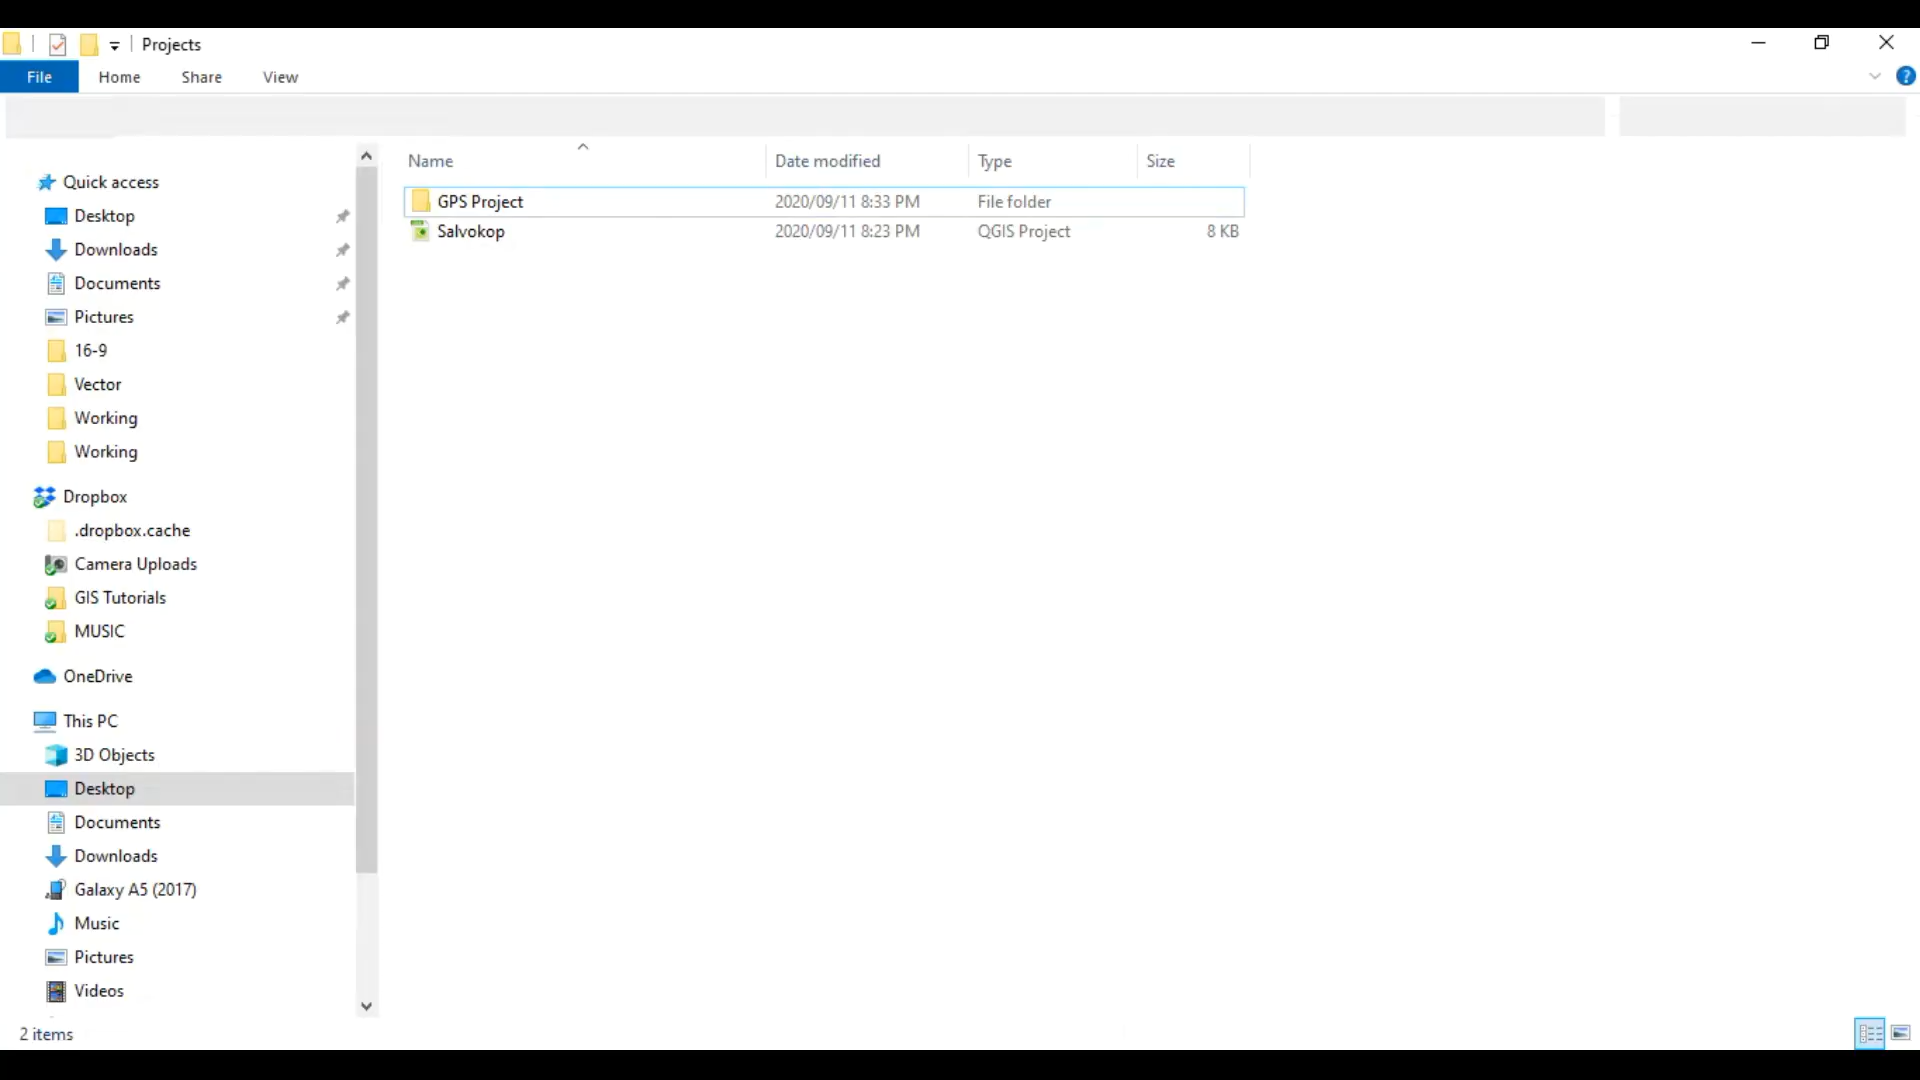 Projects
File Home Share View
Name Date modified Type Size
Quick access
GPS Project 2020/09/11 8:33 PM File folder
Salvokop 2020/09/11 8:23 PM QGIS Project 8 KB
Desktop
Downloads
Documents
Pictures
16-9
Vector
Working
Working
Dropbox
.dropbox.cache
Camera Uploads
GIS Tutorials
MUSIC
OneDrive
This PC
3D Objects
Desktop
Documents
Downloads
Galaxy A5 (2017)
Music
Pictures
Videos
2 items